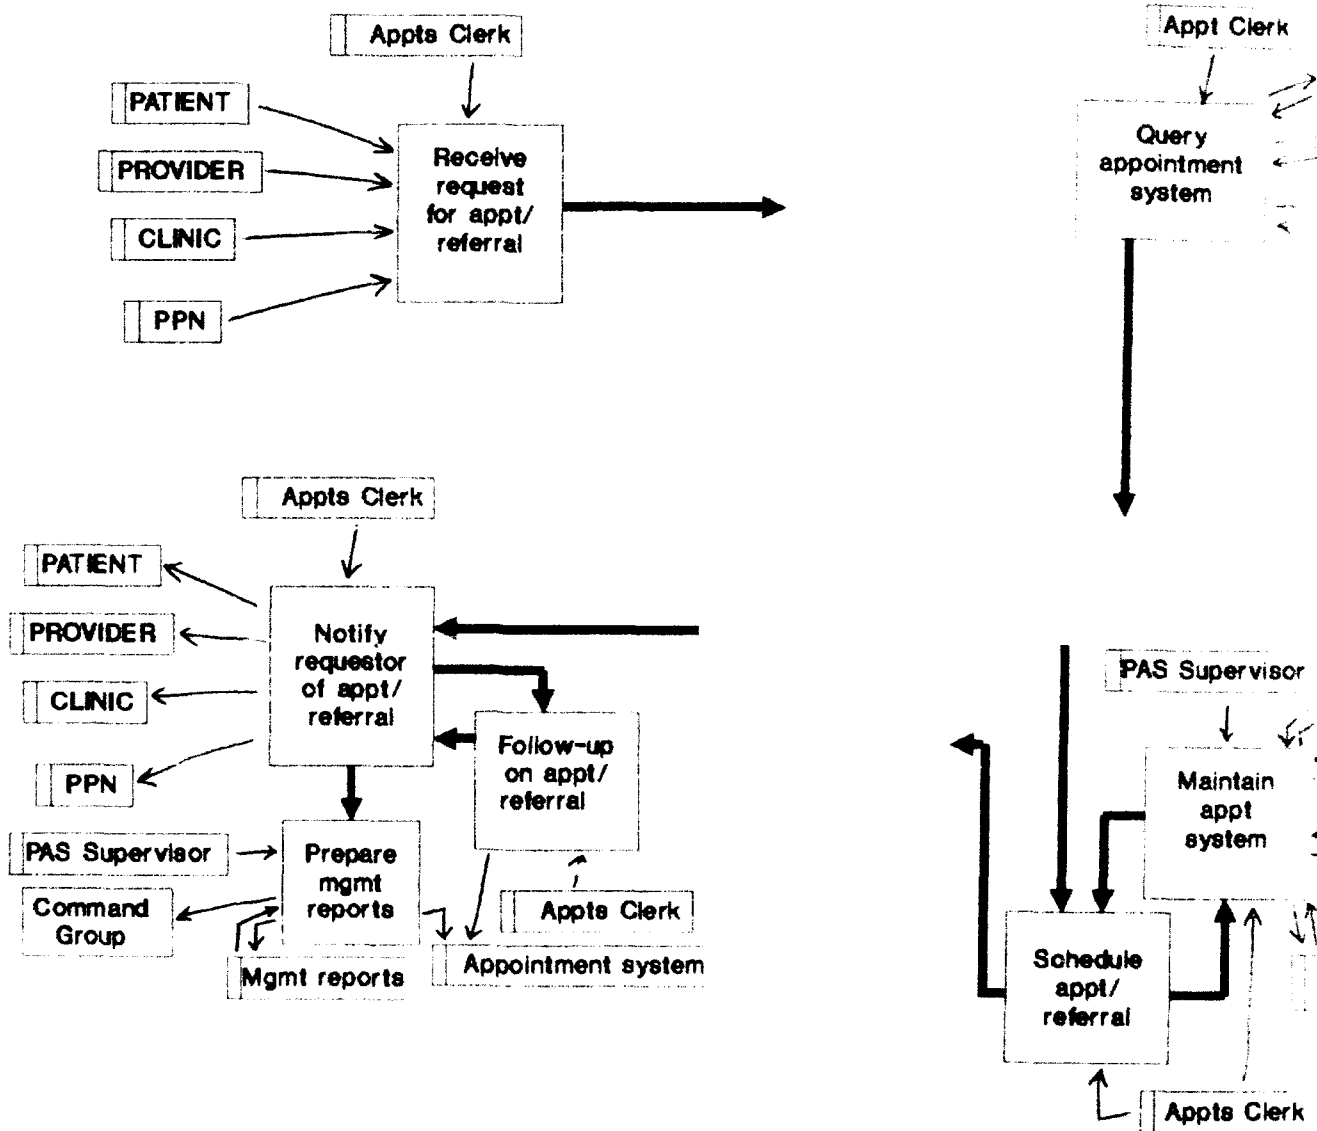 Appts Clerk
PATIENT
PROVIDER
CLINIC
PPN
Receive
request
for appt/
referral
Appt Clerk
Query
appointment
system
Appts Clerk
PATIENT
PROVIDER
CLINIC
PPN
Notify
requestor
of appt/
referral
Follow-up
on appt/
referral
PAS Supervisor
Command
Group
Prepare
mgmt
reports
Mgmt reports
Appts Clerk
Appointment system
PAS Supervisor
Maintain
appt
system
Schedule
appt/
referral
Appts Clerk